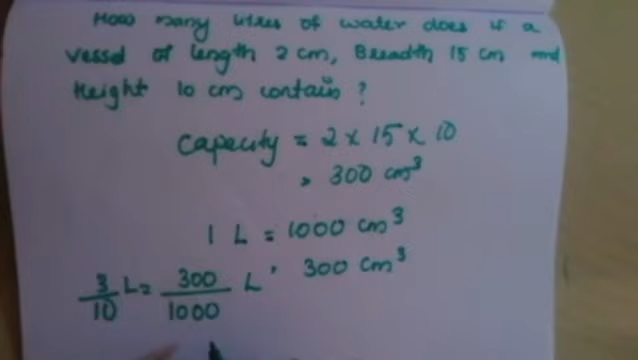 How many litres of water does is a
vessel of length 2 cm, Breadth 15 cm and
Height 10 cm contain ?
Capacity = 2 x 15 x 10
= 300 cm³
1 L = 1000 cm³
3/10 L = 300/1000 L , 300 cm³